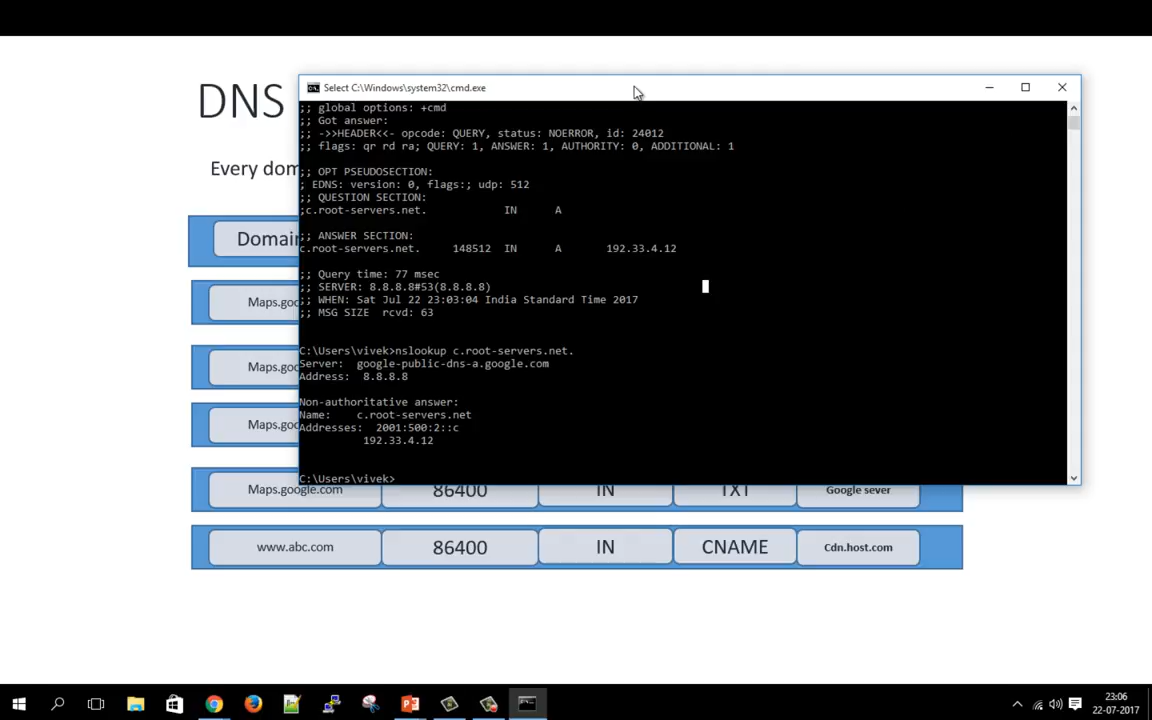 DNS
Select C:\Windows\system32\cmd.exe
Every dom
Domain
Maps.goo
Maps.goo
Maps.goo
;; global options: +cmd
;; Got answer:
;; ->>HEADER<<- opcode: QUERY, status: NOERROR, id: 24012
;; flags: qr rd ra; QUERY: 1, ANSWER: 1, AUTHORITY: 0, ADDITIONAL: 1
;; OPT PSEUDOSECTION:
; EDNS: version: 0, flags:; udp: 512
;; QUESTION SECTION:
;c.root-servers.net. IN A
;; ANSWER SECTION:
c.root-servers.net. 148512 IN A 192.33.4.12
;; Query time: 77 msec
;; SERVER: 8.8.8.8#53(8.8.8.8)
;; WHEN: Sat Jul 22 23:03:04 India Standard Time 2017
;; MSG SIZE rcvd: 63
C:\Users\vivek>nslookup c.root-servers.net.
Server: google-public-dns-a.google.com
Address: 8.8.8.8
Non-authoritative answer:
Name: c.root-servers.net
Addresses: 2001:500:2::c
192.33.4.12
C:\Users\vivek>
Maps.google.com 86400 IN TXT Google sever
www.abc.com 86400 IN CNAME Cdn.host.com
23:06
22-07-2017